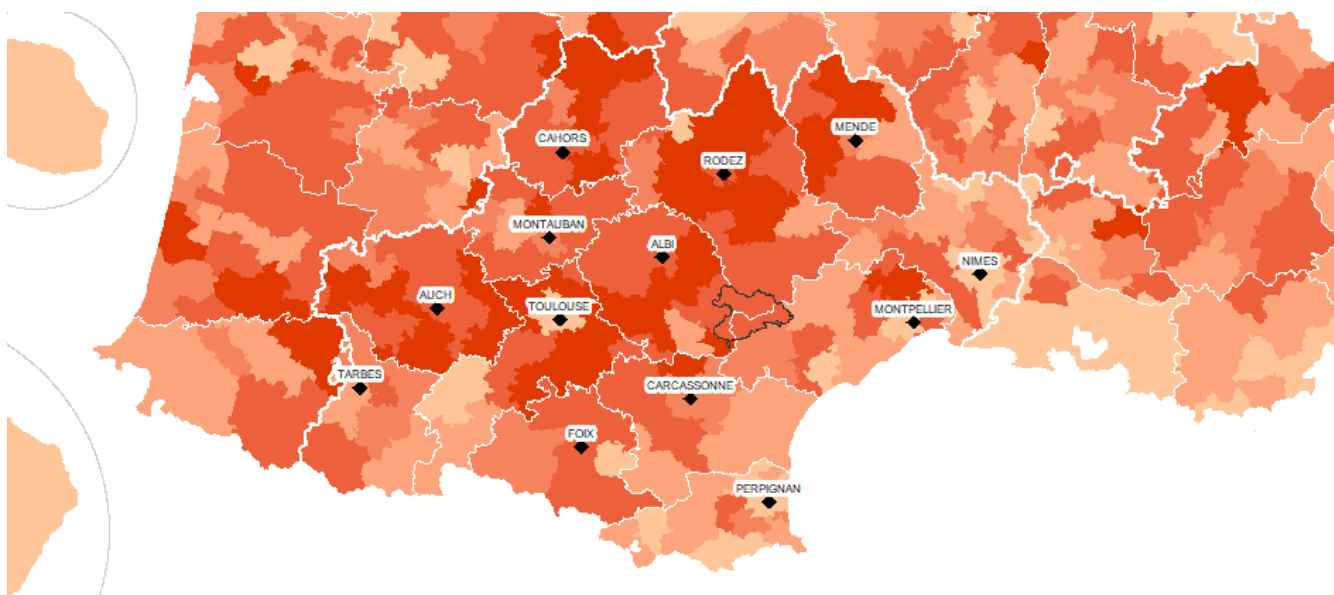 MENDE
CAHORS
RODEZ
MONTAUBAN
ALBI
NIMES
AUCH
TOULOUSE
MONTPELLIER
TARBES
CARCASSONNE
FOIX
PERPIGNAN